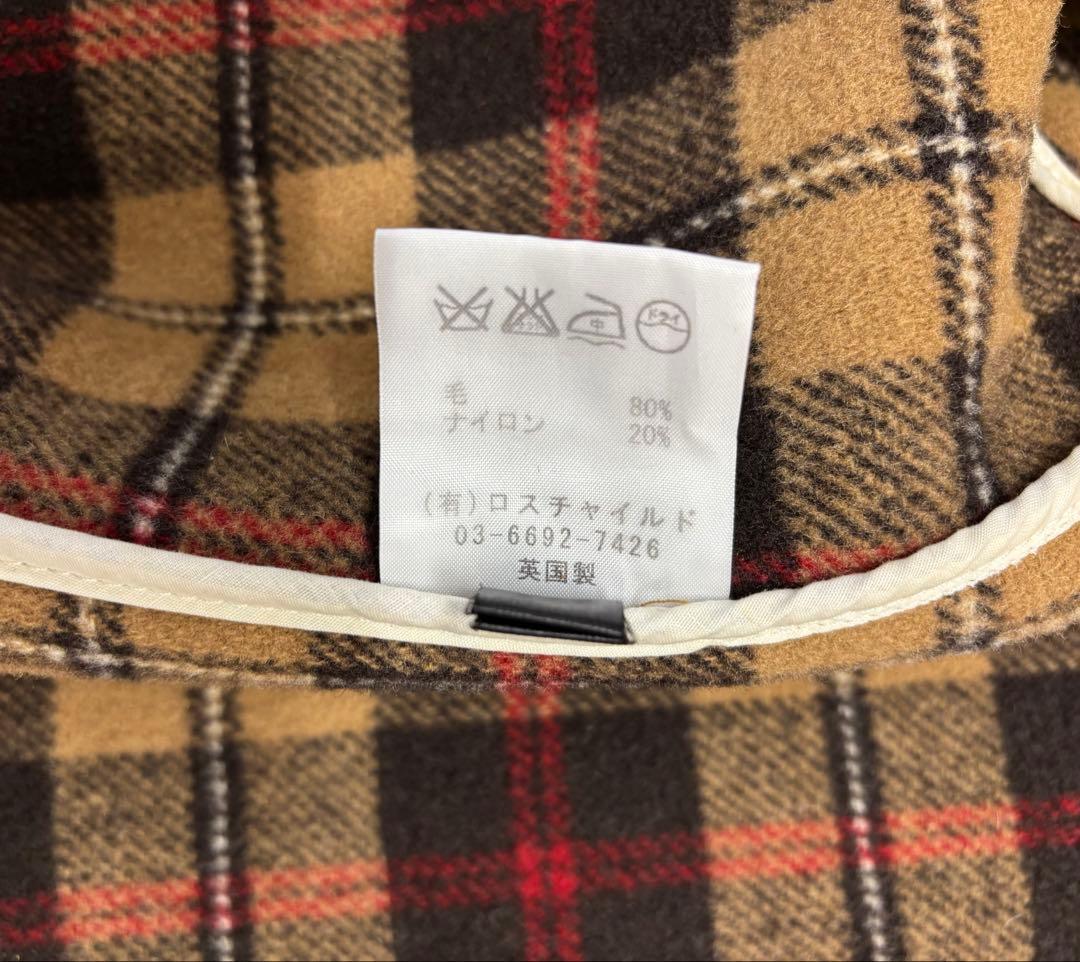 中 ドライ
毛 80%
ナイロン 20%
(有)ロスチャイルド
03-6692-7426
英国製